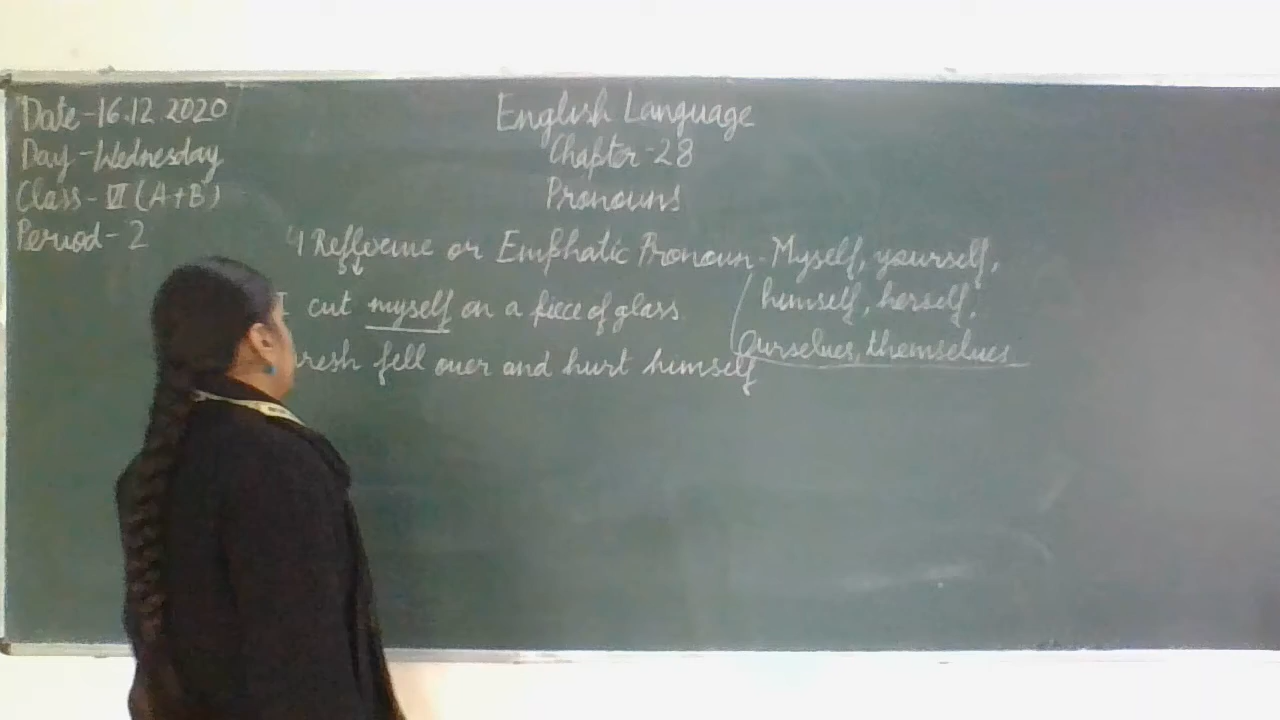 Date-16.12.2020
Day-Wednesday
Class-VI (A+B)
Period-2
English Language
Chapter-28
Pronouns
4 Reflexive or Emphatic Pronoun-Myself, yourself,
himself, herself,
Ourselves, themselves
I cut myself on a piece of glass.
resh fell over and hurt himself